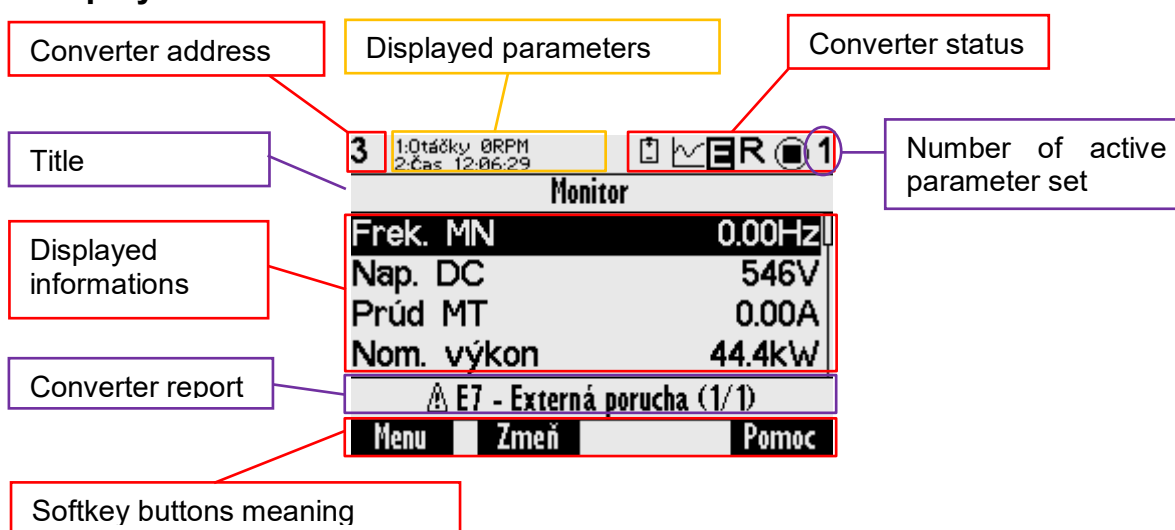 Converter address
Displayed parameters
Converter status
3
1:Otáčky 0RPM
2:Čas 12:06:29
E R 1
Title
Number of active
parameter set
Monitor
Frek. MN 0.00Hz
Displayed
informations
Nap. DC 546V
Prúd MT 0.00A
Nom. výkon 44.4kW
Converter report
E7 - Externá porucha (1/1)
Menu Zmeň Pomoc
Softkey buttons meaning